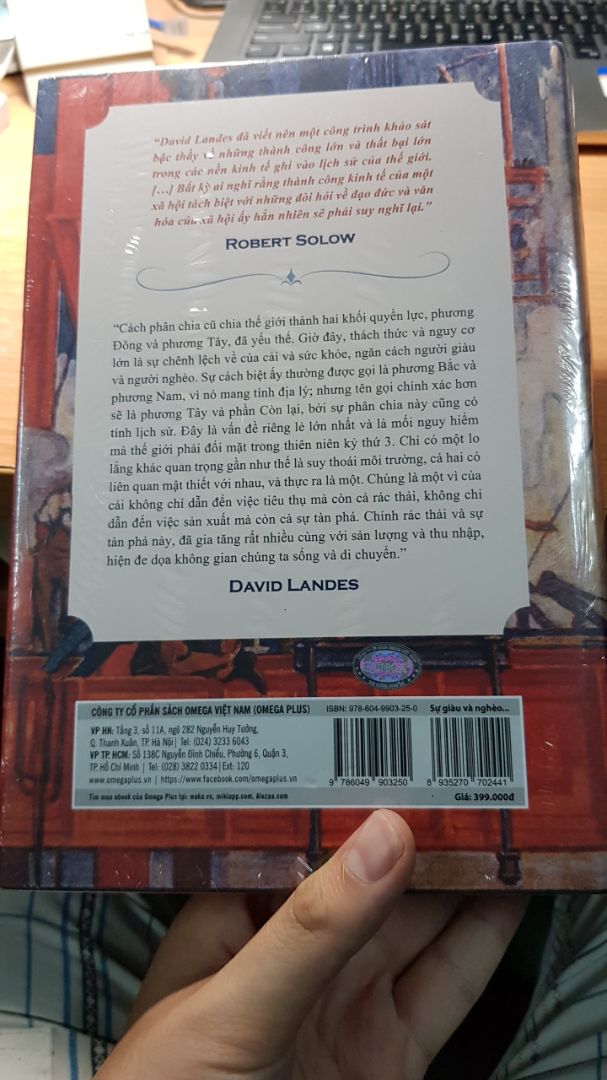 “David Landes đã viết nên một công trình khảo sát
bậc thầy về những thành công lớn và thất bại lớn
trong các nền kinh tế ghi vào lịch sử của thế giới.
[...] Bất kỳ ai nghĩ rằng thành công kinh tế của một
xã hội tách biệt với những đòi hỏi về đạo đức và văn
hóa của xã hội ấy hẳn nhiên sẽ phải suy nghĩ lại.”
ROBERT SOLOW
“Cách phân chia cũ chia thế giới thành hai khối quyền lực, phương
Đông và phương Tây, đã yếu thế. Giờ đây, thách thức và nguy cơ
lớn là sự chênh lệch về của cải và sức khỏe, ngăn cách người giàu
và người nghèo. Sự cách biệt ấy thường được gọi là phương Bắc và
phương Nam, vì nó mang tính địa lý; nhưng tên gọi chính xác hơn
sẽ là phương Tây và phần Còn lại, bởi sự phân chia này cũng có
tính lịch sử. Đây là vấn đề riêng lẻ lớn nhất và là mối nguy hiểm
mà thế giới phải đối mặt trong thiên niên kỷ thứ 3. Chỉ có một lo
lắng khác quan trọng gần như thế là suy thoái môi trường, cả hai có
liên quan mật thiết với nhau, và thực ra là một. Chúng là một vì của
cải không chỉ dẫn đến việc tiêu thụ mà còn cả rác thải, không chỉ
dẫn đến việc sản xuất mà còn cả sự tàn phá. Chính rác thải và sự
tàn phá này, đã gia tăng rất nhiều cùng với sản lượng và thu nhập,
hiện đe dọa không gian chúng ta sống và di chuyển.”
DAVID LANDES
CÔNG TY CỔ PHẦN SÁCH OMEGA VIỆT NAM (OMEGA PLUS)
VP HN: Tầng 3, số 11A, ngõ 282 Nguyễn Huy Tưởng,
Q. Thanh Xuân, TP. Hà Nội | Tel: (024) 3233 6043
VP TP.HCM: Số 138C Nguyễn Đình Chiểu, Phường 6, Quận 3,
TP. Hồ Chí Minh | Tel: (028) 3822 0334 | Ext: 120
www.omegaplus.vn | https://www.facebook.com/omegaplus.vn
Tìm mua ebook của Omega Plus tại: waka.vn, mikiapp.com, Alezaa.com
ISBN: 978-604-9903-25-0
9 786049 903250
Sự giàu và nghèo...
8 935270 702441
Giá: 399.000đ